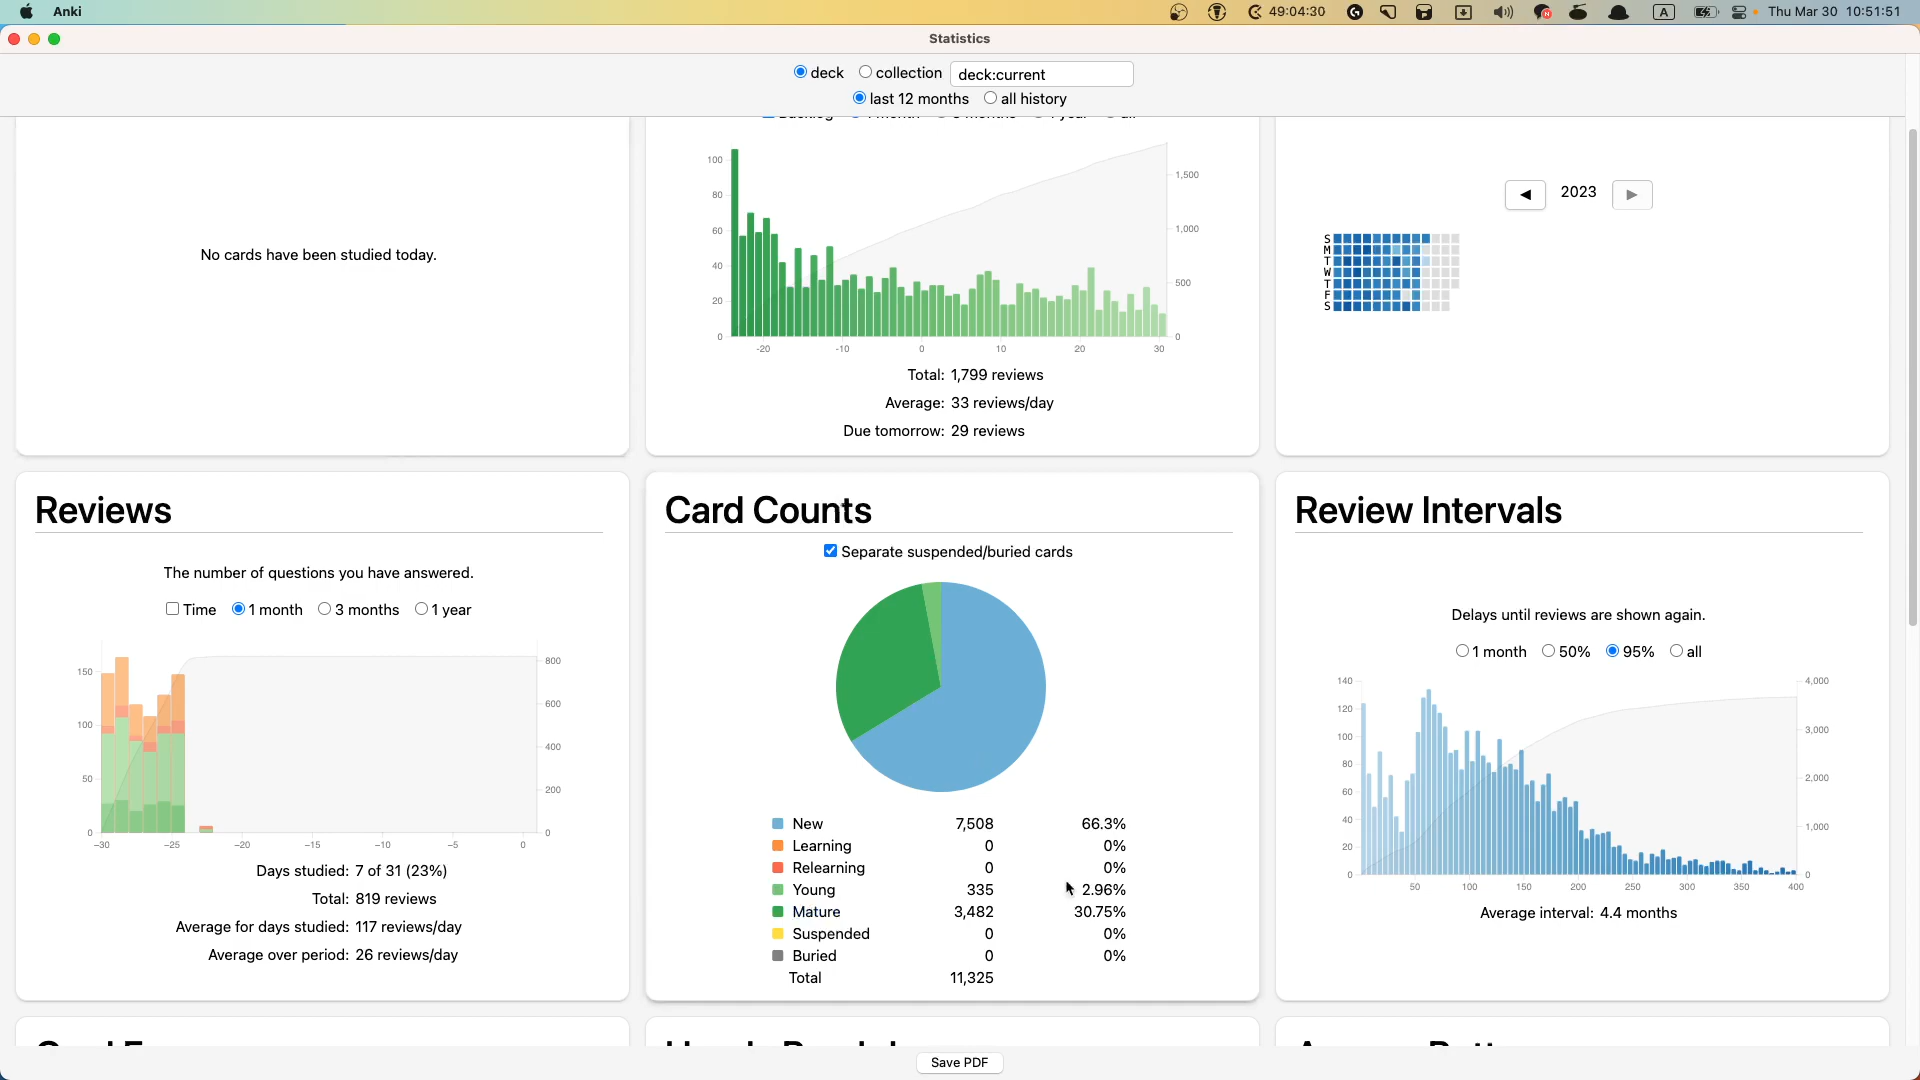 Anki
49:04:30
A
Thu Mar 30 10:51:51
Statistics
deck collection deck:current
last 12 months all history
No cards have been studied today.
100
80
60
40
20
0
1,500
1,000
500
0
-20 -10 0 10 20 30
Total: 1,799 reviews
Average: 33 reviews/day
Due tomorrow: 29 reviews
◀ 2023 ▶
S
M
T
W
T
F
S
Reviews
The number of questions you have answered.
Time 1 month 3 months 1 year
150
100
50
0
800
600
400
200
0
-30 -25 -20 -15 -10 -5 0
Days studied: 7 of 31 (23%)
Total: 819 reviews
Average for days studied: 117 reviews/day
Average over period: 26 reviews/day
Card Counts
Separate suspended/buried cards
New 7,508 66.3%
Learning 0 0%
Relearning 0 0%
Young 335 2.96%
Mature 3,482 30.75%
Suspended 0 0%
Buried 0 0%
Total 11,325
Review Intervals
Delays until reviews are shown again.
1 month 50% 95% all
140
120
100
80
60
40
20
0
4,000
3,000
2,000
1,000
0
50 100 150 200 250 300 350 400
Average interval: 4.4 months
Save PDF